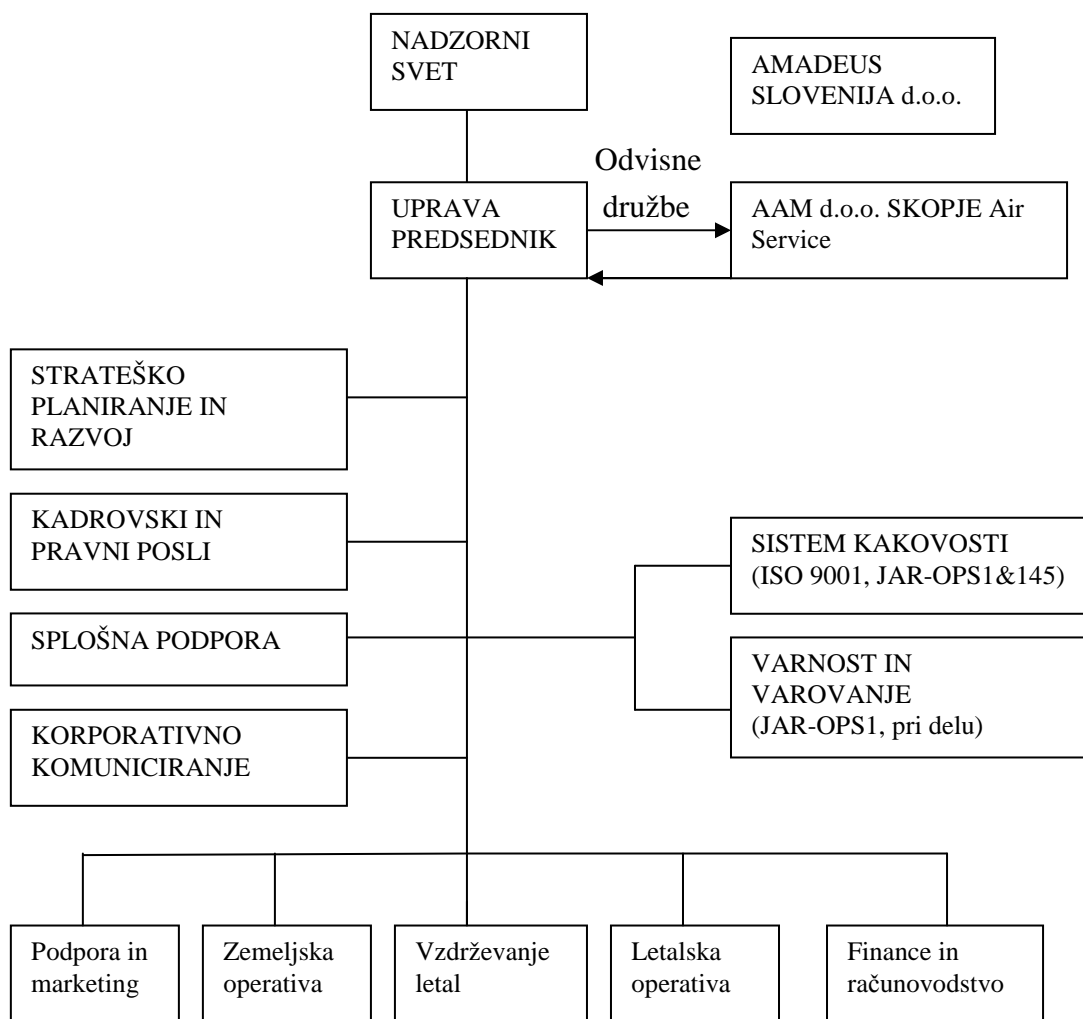 NADZORNI
SVET
AMADEUS
SLOVENIJA d.o.o.
Odvisne
družbe
UPRAVA
PREDSEDNIK
AAM d.o.o. SKOPJE Air
Service
STRATEŠKO
PLANIRANJE IN
RAZVOJ
KADROVSKI IN
PRAVNI POSLI
SISTEM KAKOVOSTI
(ISO 9001, JAR-OPS1&145)
SPLOŠNA PODPORA
VARNOST IN
VAROVANJE
(JAR-OPS1, pri delu)
KORPORATIVNO
KOMUNICIRANJE
Podpora in
marketing
Zemeljska
operativa
Vzdrževanje
letal
Letalska
operativa
Finance in
računovodstvo